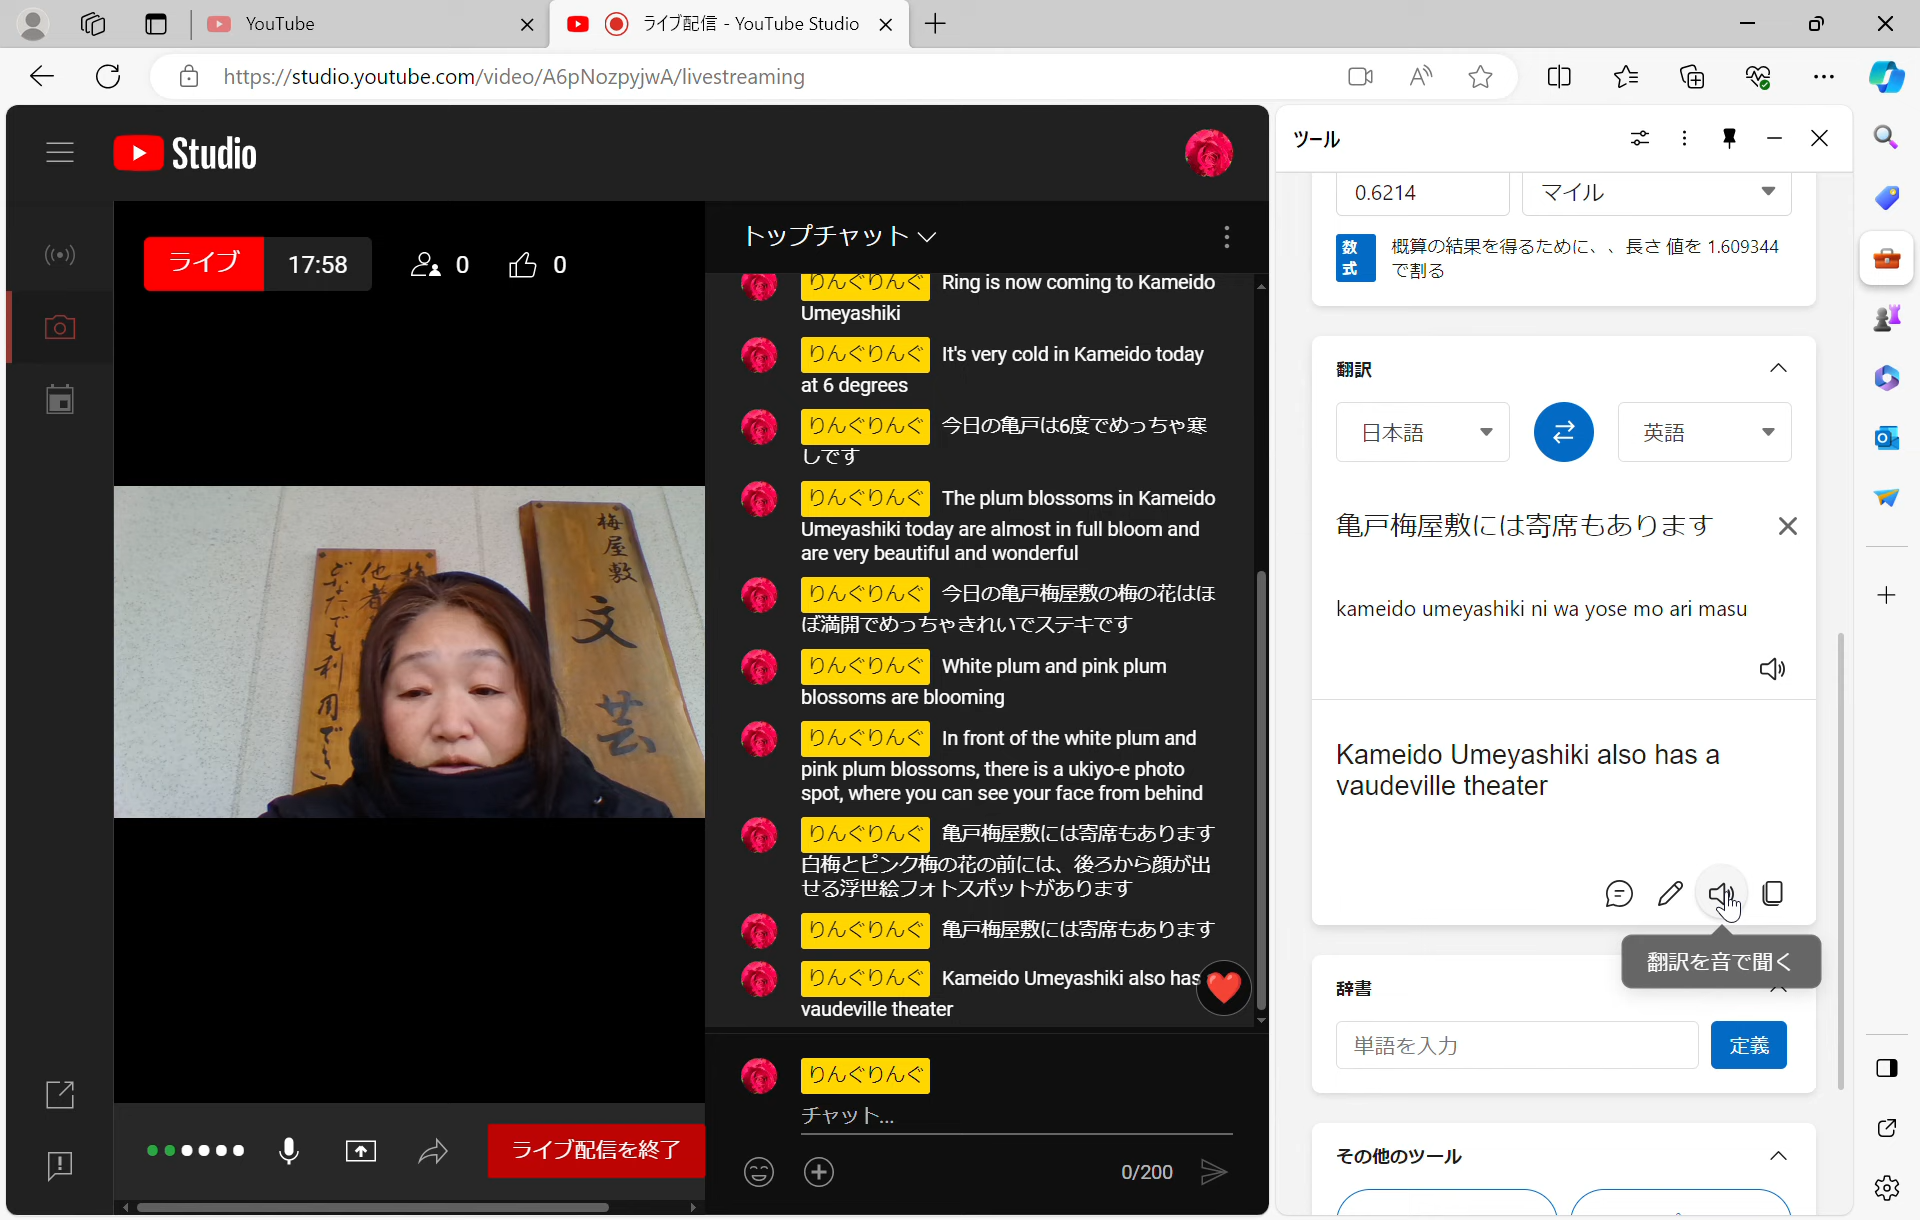 YouTube
ライブ配信 - YouTube Studio
https://studio.youtube.com/video/A6pNozpyjwA/livestreaming
Studio
ライブ 17:58 0 0
梅屋敷
文芸
どなたでも利用でき
他者
トップチャット
りんぐりんぐ Ring is now coming to Kameido
Umeyashiki
りんぐりんぐ It's very cold in Kameido today
at 6 degrees
りんぐりんぐ 今日の亀戸は6度でめっちゃ寒
しです
りんぐりんぐ The plum blossoms in Kameido
Umeyashiki today are almost in full bloom and
are very beautiful and wonderful
りんぐりんぐ 今日の亀戸梅屋敷の梅の花はほ
ぼ満開でめっちゃきれいでステキです
りんぐりんぐ White plum and pink plum
blossoms are blooming
りんぐりんぐ In front of the white plum and
pink plum blossoms, there is a ukiyo-e photo
spot, where you can see your face from behind
りんぐりんぐ 亀戸梅屋敷には寄席もあります
白梅とピンク梅の花の前には、後ろから顔が出
せる浮世絵フォトスポットがあります
りんぐりんぐ 亀戸梅屋敷には寄席もあります
りんぐりんぐ Kameido Umeyashiki also has
vaudeville theater
りんぐりんぐ
チャット...
0/200
ライブ配信を終了
ツール
0.6214 マイル
数式 概算の結果を得るために、、長さ 値を 1.609344
で割る
翻訳
日本語 英語
亀戸梅屋敷には寄席もあります
kameido umeyashiki ni wa yose mo ari masu
Kameido Umeyashiki also has a
vaudeville theater
翻訳を音で聞く
辞書
単語を入力 定義
その他のツール